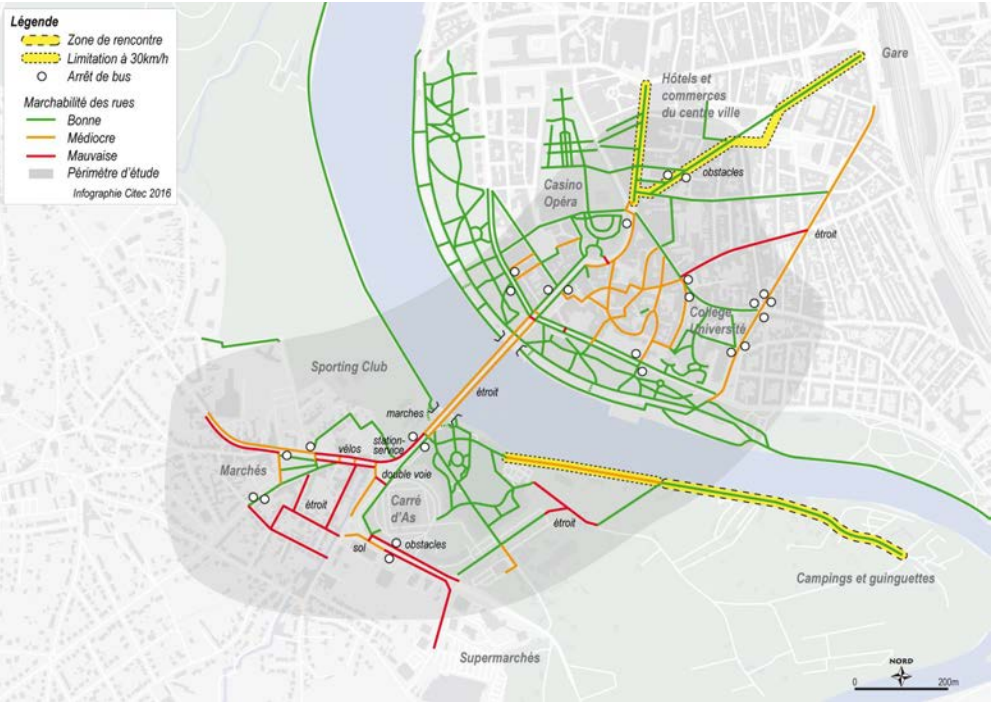 Légende
Zone de rencontre
Limitation à 30km/h
Arrêt de bus
Marchabilité des rues
Bonne
Médiocre
Mauvaise
Périmètre d'étude
Infographie Citec 2016
Gare
Hôtels et
commerces
du centre ville
obstacles
Casino
Opéra
étroit
Collège
Université
Sporting Club
étroit
marches
station-
service
vélos
double voie
Marchés
étroit
Carré
d'As
étroit
sol
obstacles
Campings et guinguettes
Supermarchés
NORD
0
200m